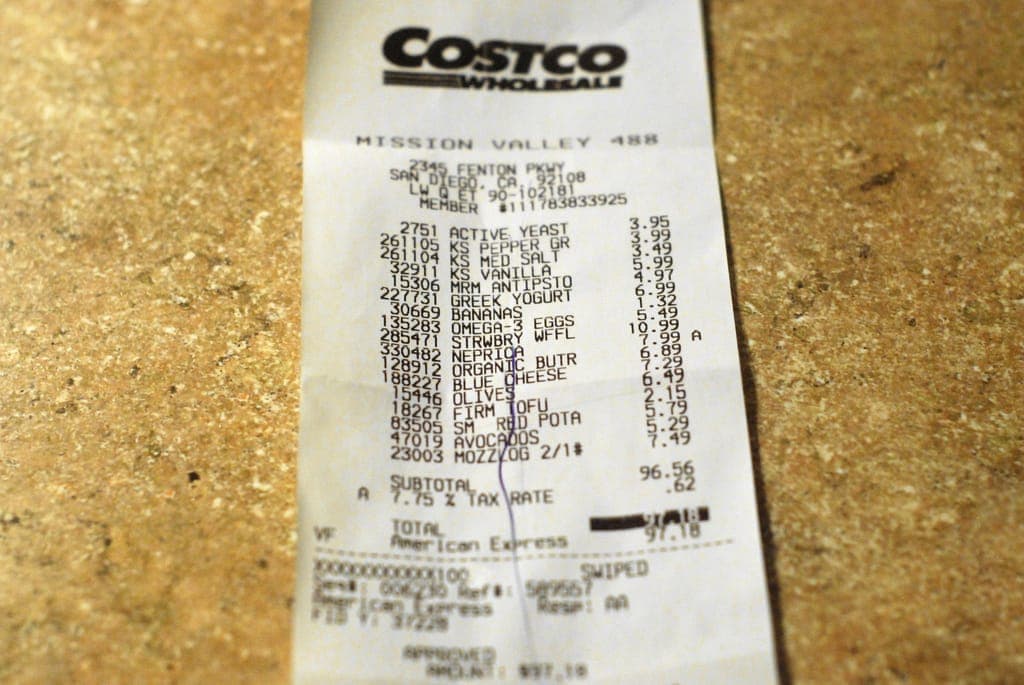 COSTCO
WHOLESALE
MISSION VALLEY 488
2345 FENTON PKWY
SAN DIEGO, CA, 92108
LW Q ET 90-102181
MEMBER #111783833925
2751 ACTIVE YEAST 3.95
261105 KS PEPPER GR 3.99
261104 KS MED SALT 3.49
32911 KS VANILLA 5.99
15306 MRM ANTIPSTO 4.97
227731 GREEK YOGURT 6.99
30669 BANANAS 1.32
135283 OMEGA-3 EGGS 5.49
285471 STRWBRY WFFL 10.99
330482 NEPRICA 7.99 A
128912 ORGANIC BUTR 6.89
188227 BLUE CHEESE 7.29
15446 OLIVES 6.49
18267 FIRM TOFU 2.15
83505 SM RED POTA 5.79
47019 AVOCADOS 5.29
23003 MOZZLOG 2/1# 7.49
SUBTOTAL 96.56
A 7.75 % TAX RATE .62
TOTAL 97.18
VF American Express 97.18
XXXXXXXXXXXX100 SWIPED
Seq#: 006236 Ref#: 589567
American Express Resp: AA
37228
APPROVED
AMOUNT: $97.18